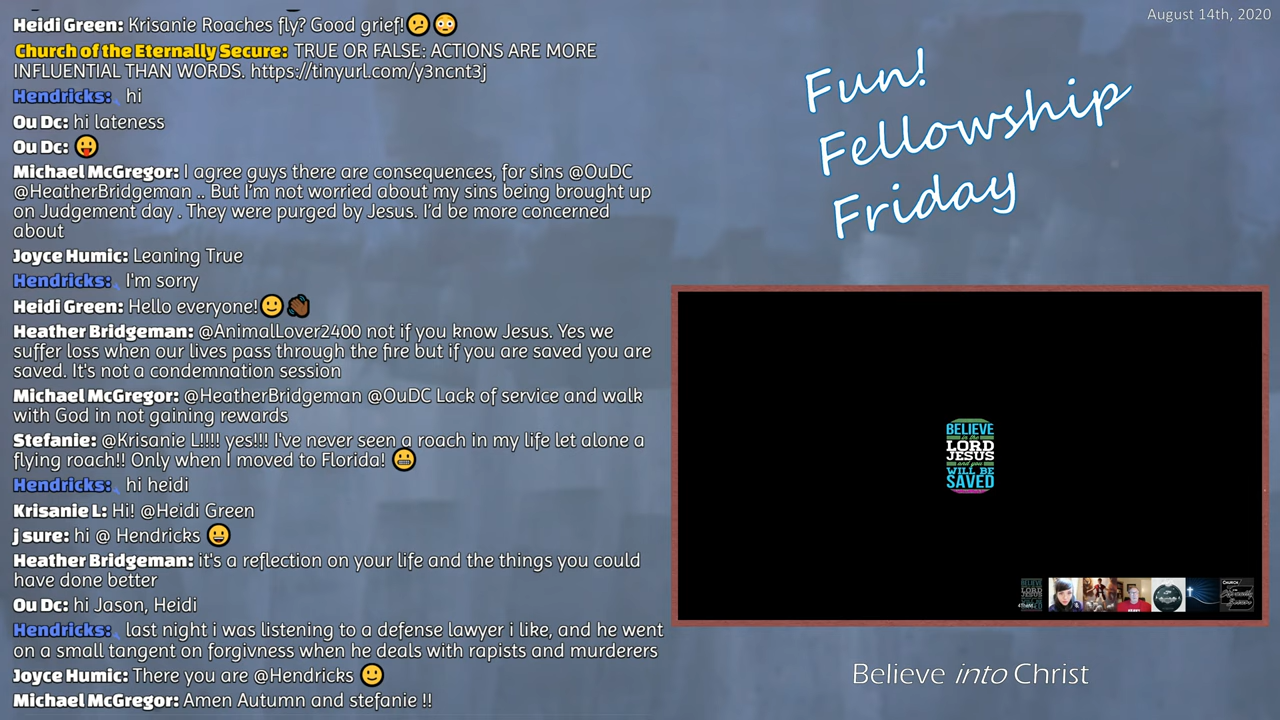 Heidi Green: Krisanie Roaches fly? Good grief!😕😳
Church of the Eternally Secure: TRUE OR FALSE: ACTIONS ARE MORE
INFLUENTIAL THAN WORDS. https://tinyurl.com/y3ncnt3j
Hendricks: hi
Ou Dc: hi lateness
Ou Dc: 😛
Michael McGregor: I agree guys there are consequences, for sins @OuDC
@HeatherBridgeman .. But I'm not worried about my sins being brought up
on Judgement day . They were purged by Jesus. I'd be more concerned
about
Joyce Humic: Leaning True
Hendricks: I'm sorry
Heidi Green: Hello everyone!🙂👋🏾
Heather Bridgeman: @AnimalLover2400 not if you know Jesus. Yes we
suffer loss when our lives pass through the fire but if you are saved you are
saved. It's not a condemnation session
Michael McGregor: @HeatherBridgeman @OuDC Lack of service and walk
with God in not gaining rewards
Stefanie: @Krisanie L!!!! yes!!! I've never seen a roach in my life let alone a
flying roach!! Only when I moved to Florida! 😬
Hendricks: hi heidi
Krisanie L: Hi! @Heidi Green
j sure: hi @ Hendricks 😀
Heather Bridgeman: it's a reflection on your life and the things you could
have done better
Ou Dc: hi Jason, Heidi
Hendricks: last night i was listening to a defense lawyer i like, and he went
on a small tangent on forgivness when he deals with rapists and murderers
Joyce Humic: There you are @Hendricks 🙂
Michael McGregor: Amen Autumn and stefanie !!
August 14th, 2020
Fun!
Fellowship
Friday
BELIEVE
in the
LORD
JESUS
and you
WILL BE
SAVED
Believe into Christ